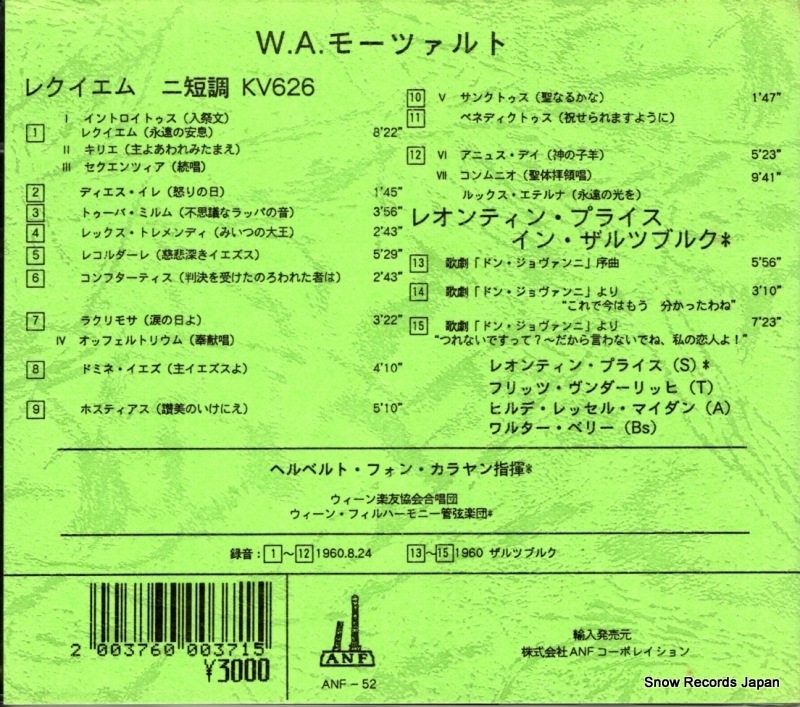 W.A.モーツァルト
レクイエム ニ短調 KV626
I イントロイトゥス（入祭文）
1 レクイエム（永遠の安息） 8'22"
II キリエ（主よあわれみたまえ）
III セクエンツィア（続唱）
2 ディエス・イレ（怒りの日） 1'45"
3 トゥーバ・ミルム（不思議なラッパの音） 3'56"
4 レックス・トレメンディ（みいつの大王） 2'43"
5 レコルダーレ（慈悲深きイエズス） 5'29"
6 コンフターティス（判決を受けたのろわれた者は） 2'43"
7 ラクリモサ（涙の日よ） 3'22"
IV オッフェルトリウム（奉献唱）
8 ドミネ・イエズ（主イエズスよ） 4'10"
9 ホスティアス（讃美のいけにえ） 5'10"
10 V サンクトゥス（聖なるかな） 1'47"
11 ベネディクトゥス（祝せられますように）
12 VI アニュス・デイ（神の子羊） 5'23"
VII コンムニオ（聖体拝領唱） 9'41"
ルックス・エテルナ（永遠の光を）
レオンティン・プライス
イン・ザルツブルク*
13 歌劇「ドン・ジョヴァンニ」序曲 5'56"
14 歌劇「ドン・ジョヴァンニ」より 3'10"
"これで今はもう 分かったわね"
15 歌劇「ドン・ジョヴァンニ」より 7'23"
"つれないですって？〜だから言わないでね、私の恋人よ！"
レオンティン・プライス（S）*
フリッツ・ヴンダーリッヒ（T）
ヒルデ・レッセル・マイダン（A）
ワルター・ベリー（Bs）
ヘルベルト・フォン・カラヤン指揮*
ウィーン楽友協会合唱団
ウィーン・フィルハーモニー管弦楽団*
録音：1〜12 1960.8.24 13〜15 1960 ザルツブルク
2 003760 003715
¥3000
ANF
ANF－52
輸入発売元
株式会社ANFコーポレイション
Snow Records Japan